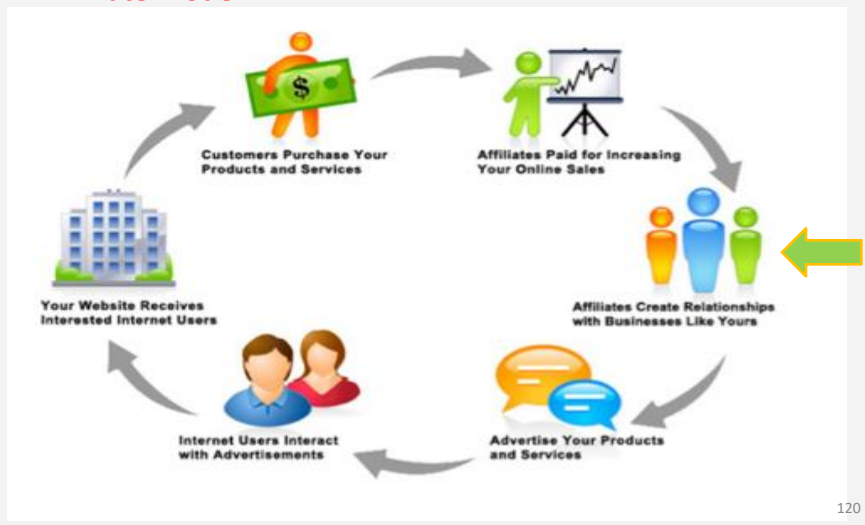 $
Customers Purchase Your
Products and Services
Affiliates Paid for Increasing
Your Online Sales
Affiliates Create Relationships
with Businesses Like Yours
Advertise Your Products
and Services
Internet Users Interact
with Advertisements
Your Website Receives
Interested Internet Users
120